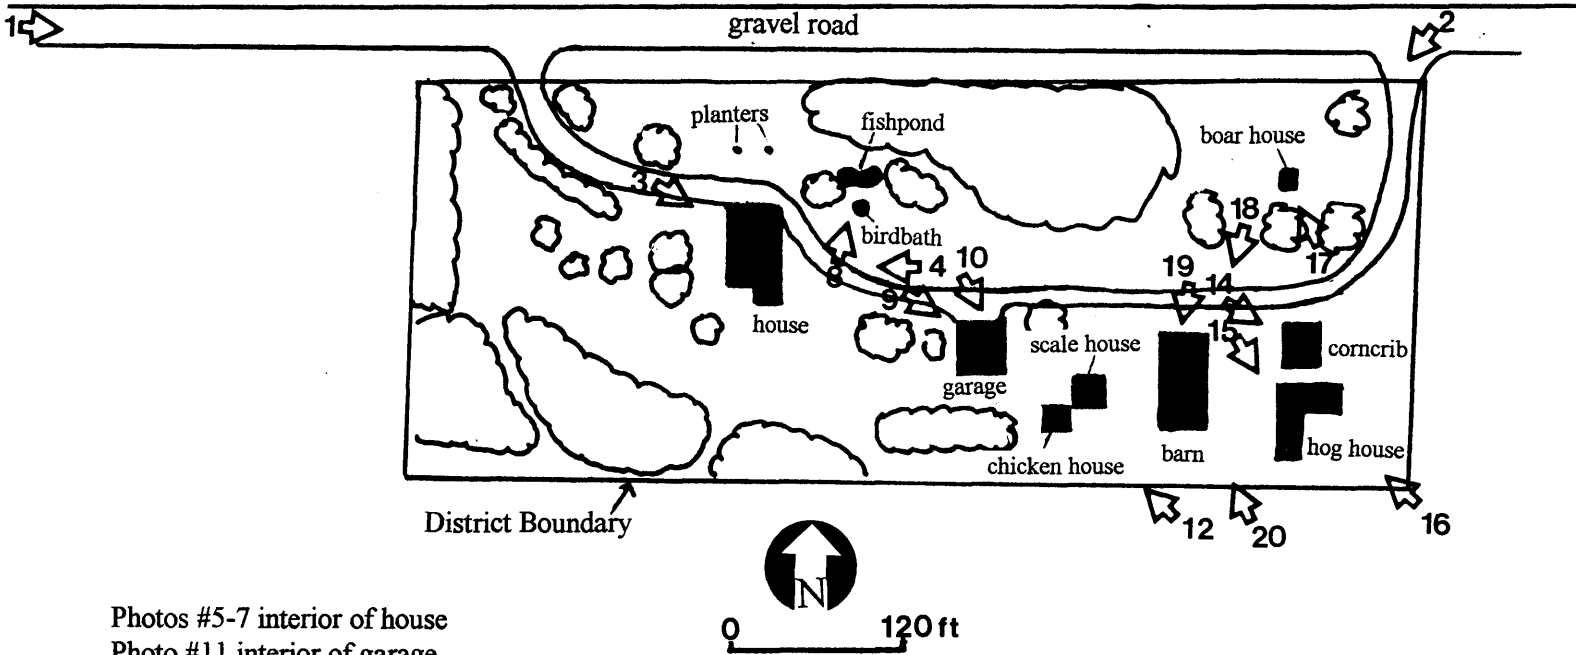 1
gravel road
2
planters
fishpond
boar house
3
18
birdbath
17
8
4
10
19
14
9
house
15
scale house
corncrib
garage
hog house
chicken house
barn
District Boundary
12
20
16
N
Photos #5-7 interior of house
0
120 ft
Photo #11 interior of garage